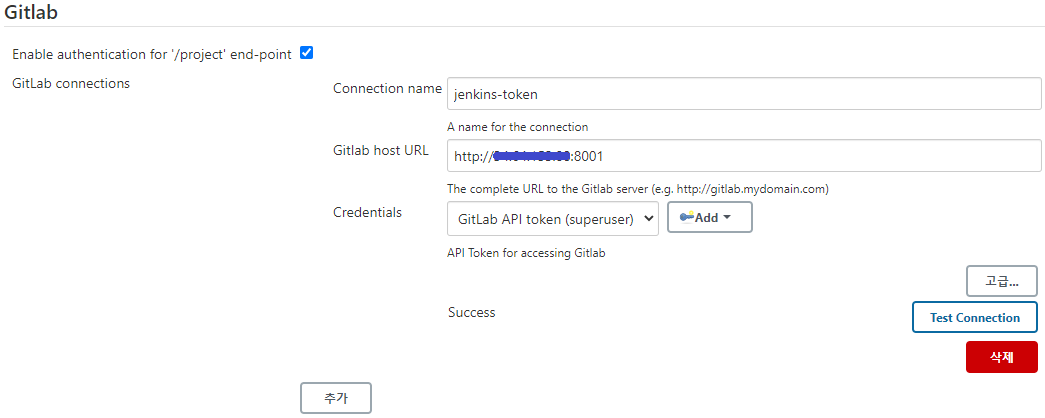 Gitlab
Enable authentication for '/project' end-point
GitLab connections
Connection name
jenkins-token
A name for the connection
Gitlab host URL
http:// :8001
The complete URL to the Gitlab server (e.g. http://gitlab.mydomain.com)
Credentials
GitLab API token (superuser)
Add
API Token for accessing Gitlab
고급...
Success
Test Connection
삭제
추가